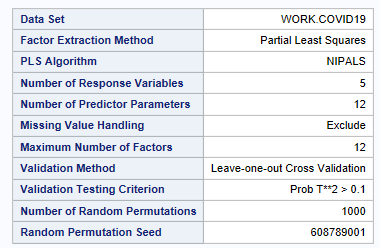 Data Set WORK.COVID19
Factor Extraction Method Partial Least Squares
PLS Algorithm NIPALS
Number of Response Variables 5
Number of Predictor Parameters 12
Missing Value Handling Exclude
Maximum Number of Factors 12
Validation Method Leave-one-out Cross Validation
Validation Testing Criterion Prob T**2 > 0.1
Number of Random Permutations 1000
Random Permutation Seed 608789001